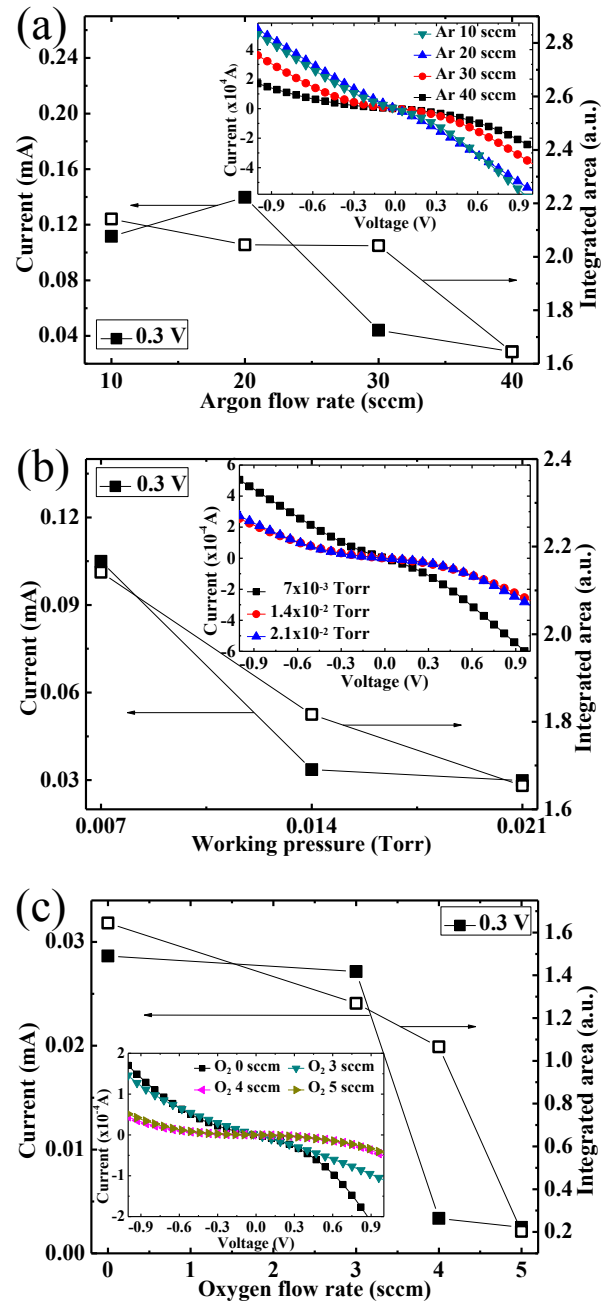 (a)
0.24
0.20
0.16
0.12
0.08
0.04
Current (mA)
2.8
2.6
2.4
2.2
2.0
1.8
1.6
Integrated area (a.u.)
4
2
0
-2
-4
Current (x10⁴A)
Ar 10 sccm
Ar 20 sccm
Ar 30 sccm
Ar 40 sccm
-0.9 -0.6 -0.3 0.0 0.3 0.6 0.9
Voltage (V)
0.3 V
10 20 30 40
Argon flow rate (sccm)
(b)
0.3 V
0.12
0.09
0.06
0.03
Current (mA)
2.4
2.2
2.0
1.8
1.6
Integrated area (a.u.)
6
4
2
0
-2
-4
-6
Current (x10⁻⁴A)
7x10⁻³ Torr
1.4x10⁻² Torr
2.1x10⁻² Torr
-0.9 -0.6 -0.3 0.0 0.3 0.6 0.9
Voltage (V)
0.007 0.014 0.021
Working pressure (Torr)
(c)
0.3 V
0.03
0.02
0.01
0.00
Current (mA)
1.6
1.4
1.2
1.0
0.8
0.6
0.4
0.2
Integrated area (a.u.)
2
1
0
-1
-2
Current (x10⁻⁴A)
O₂ 0 sccm O₂ 3 sccm
O₂ 4 sccm O₂ 5 sccm
-0.9 -0.6 -0.3 0.0 0.3 0.6 0.9
Voltage (V)
0 1 2 3 4 5
Oxygen flow rate (sccm)